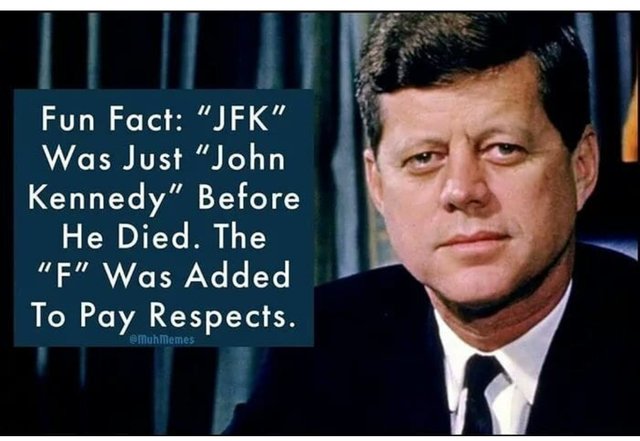 Fun Fact: “JFK”
Was Just “John
Kennedy” Before
He Died. The
“F” Was Added
To Pay Respects.
@MuhMemes